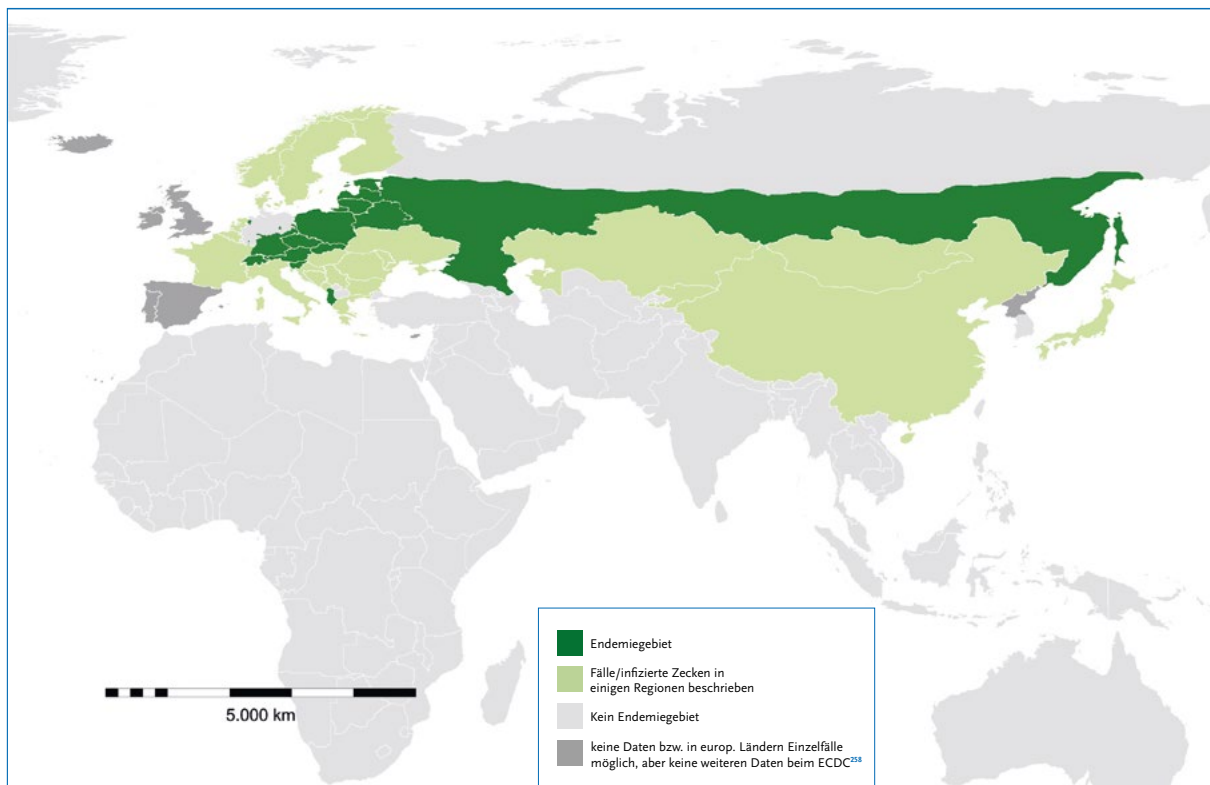 Endemiegebiet
Fälle/infizierte Zecken in
einigen Regionen beschrieben
Kein Endemiegebiet
keine Daten bzw. in europ. Ländern Einzelfälle
möglich, aber keine weiteren Daten beim ECDC²⁵⁸
5.000 km